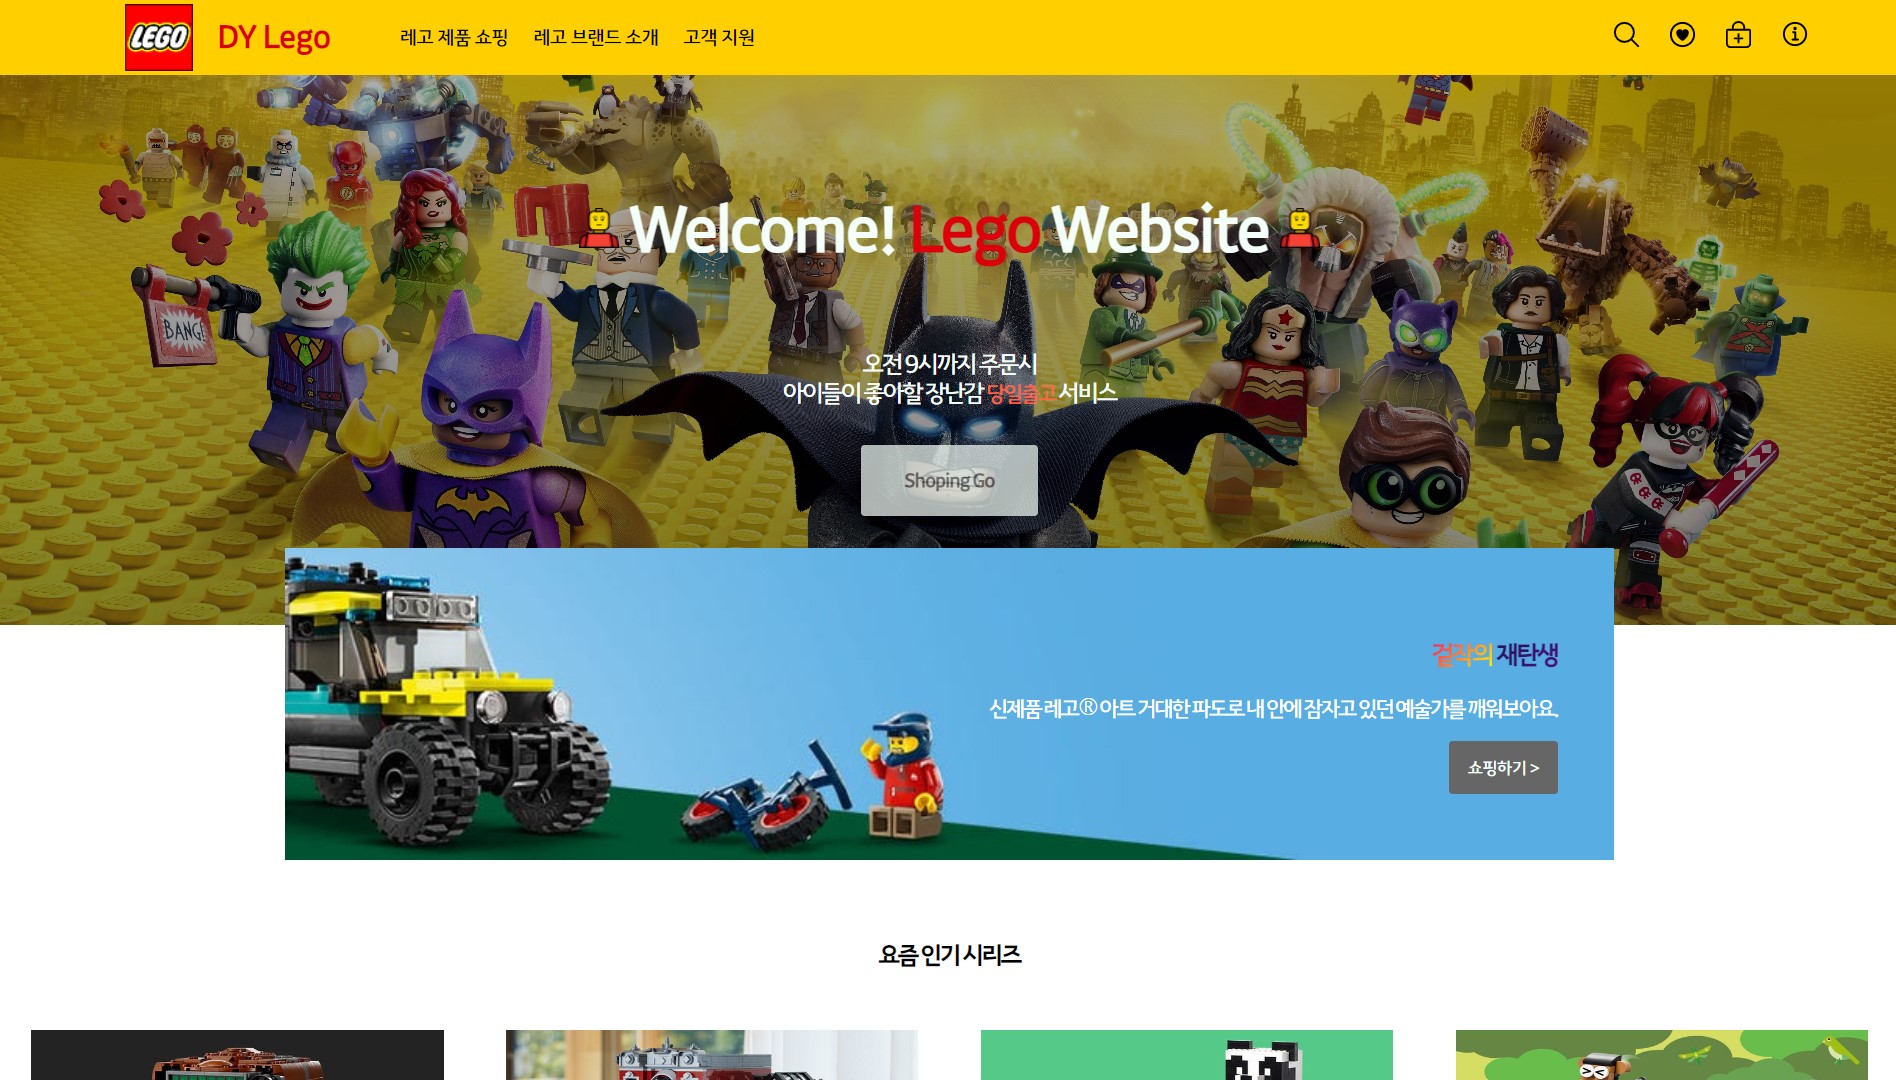 LEGO
DY Lego
레고 제품 쇼핑
레고 브랜드 소개
고객 지원
Welcome! Lego Website
BANG!
오전 9시까지 주문시
아이들이 좋아할 장난감 당일출고 서비스
Shoping Go
겉작의 재탄생
신제품 레고® 아트 거대한 파도로 내 안에 잠자고 있던 예술가를 깨워보아요.
쇼핑하기 >
요즘 인기 시리즈